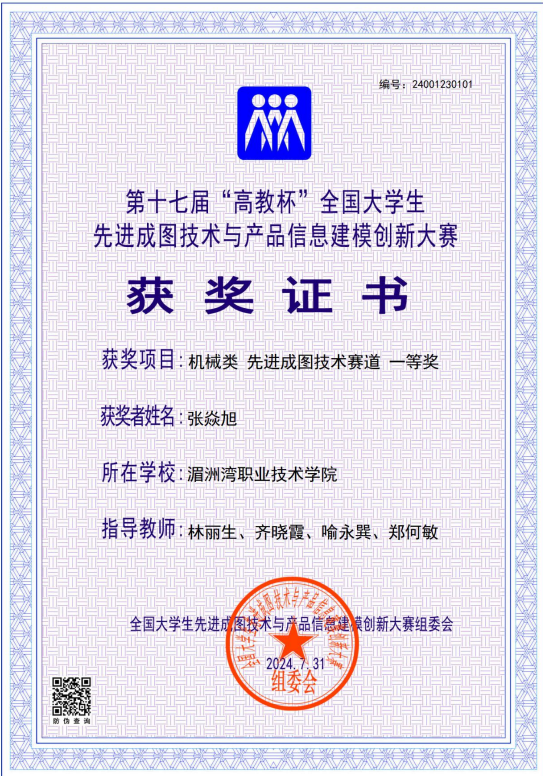 编号：24001230101
第十七届“高教杯”全国大学生
先进成图技术与产品信息建模创新大赛
获奖证书
获奖项目：机械类 先进成图技术赛道 一等奖
获奖者姓名：张焱旭
所在学校：湄洲湾职业技术学院
指导教师：林丽生、齐晓霞、喻永巽、郑何敏
全国大学生先进成图技术与产品信息建模创新大赛组委会
2024.7.31
组委会
防伪查询